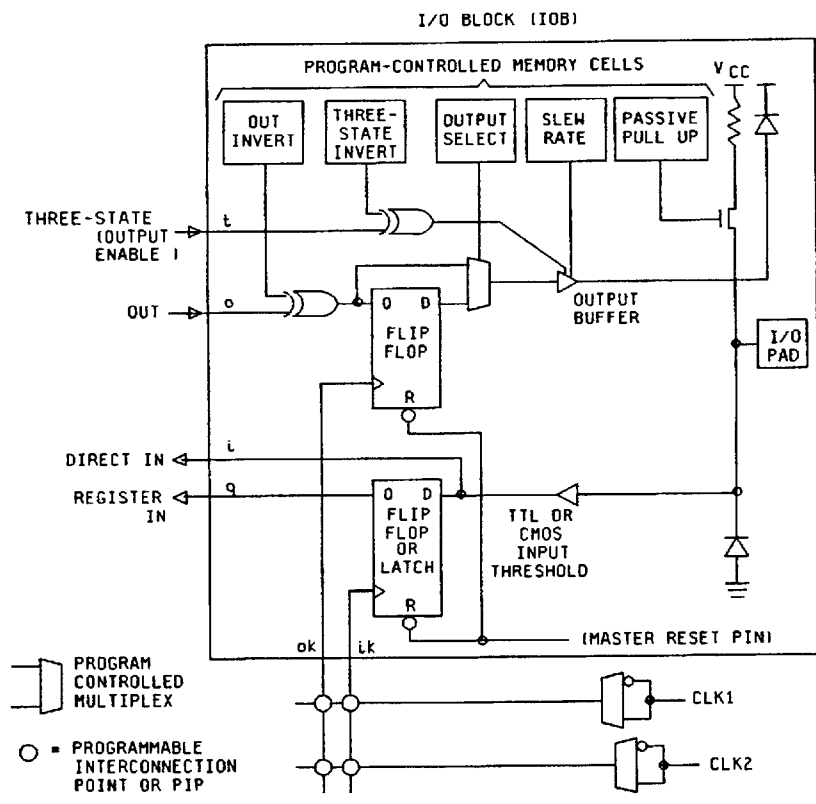 I/O BLOCK (IOB)
PROGRAM-CONTROLLED MEMORY CELLS
VCC
OUT
INVERT
THREE-
STATE
INVERT
OUTPUT
SELECT
SLEW
RATE
PASSIVE
PULL UP
THREE-STATE
(OUTPUT
ENABLE )
t
OUT
o
Q D
FLIP
FLOP
R
OUTPUT
BUFFER
I/O
PAD
DIRECT IN
i
REGISTER
IN
q
Q D
FLIP
FLOP
OR
LATCH
R
TTL OR
CMOS
INPUT
THRESHOLD
ok
ik
(MASTER RESET PIN)
PROGRAM
CONTROLLED
MULTIPLEX
CLK1
= PROGRAMMABLE
INTERCONNECTION
POINT OR PIP
CLK2